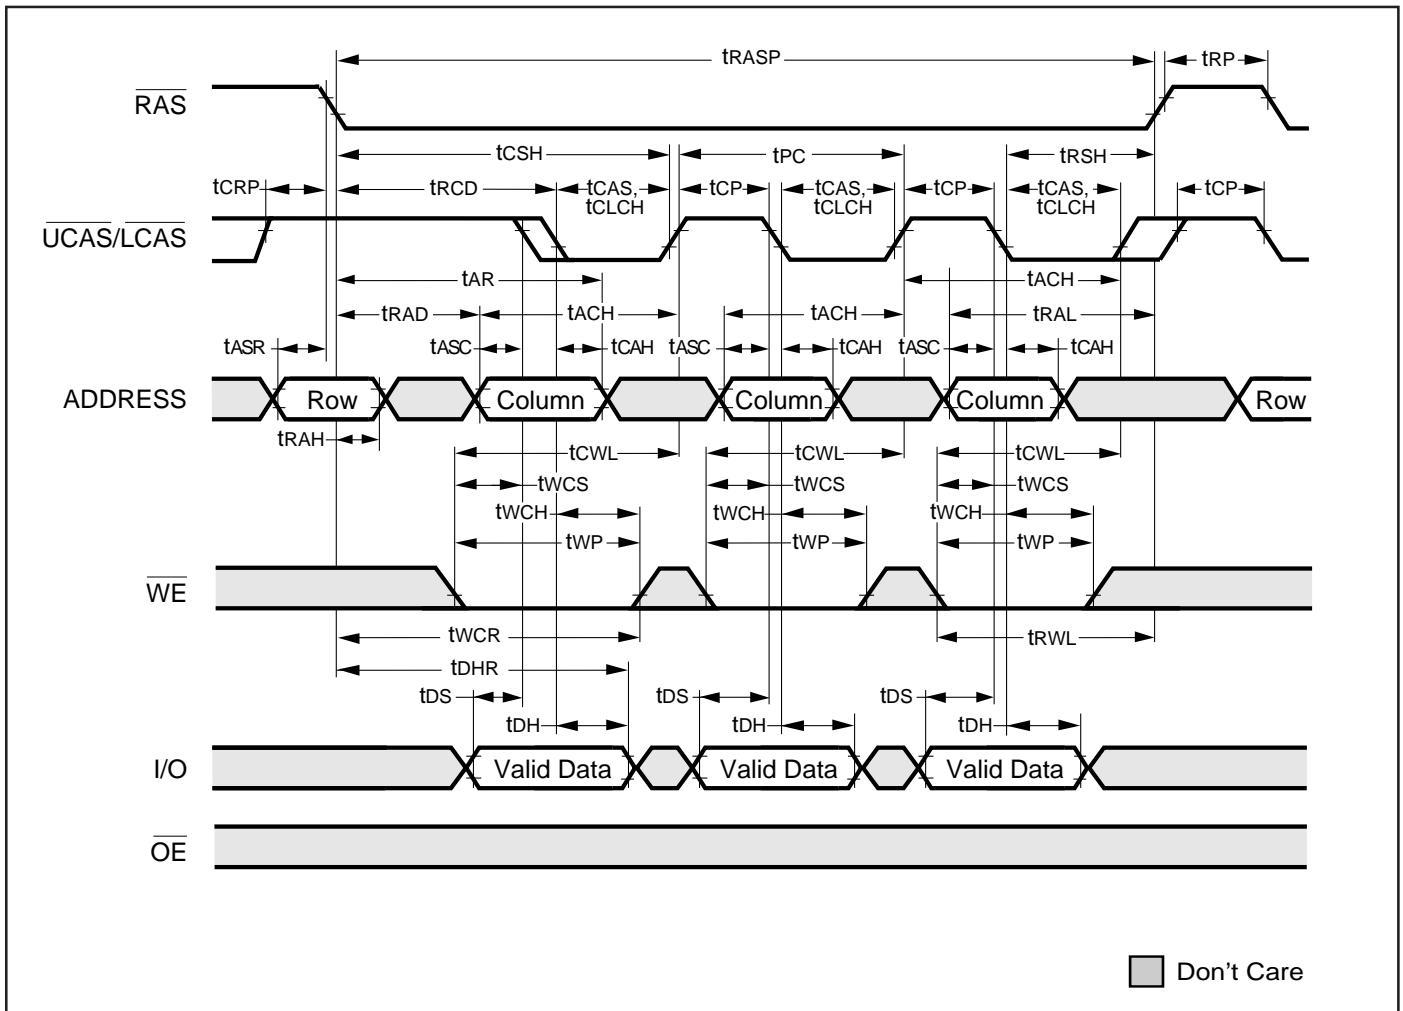 tRASP tRP
RAS
tCSH tPC tRSH
tCRP tRCD tCAS, tCLCH tCP tCAS, tCLCH tCP tCAS, tCLCH tCP
UCAS/LCAS
tAR tACH
tRAD tACH tACH tRAL
tASR tASC tCAH tASC tCAH tASC tCAH
ADDRESS Row Column Column Column Row
tRAH
tCWL tCWL tCWL
tWCS tWCS tWCS
tWCH tWCH tWCH
tWP tWP tWP
WE
tWCR tRWL
tDHR
tDS tDS tDS
tDH tDH tDH
I/O Valid Data Valid Data Valid Data
OE
Don't Care